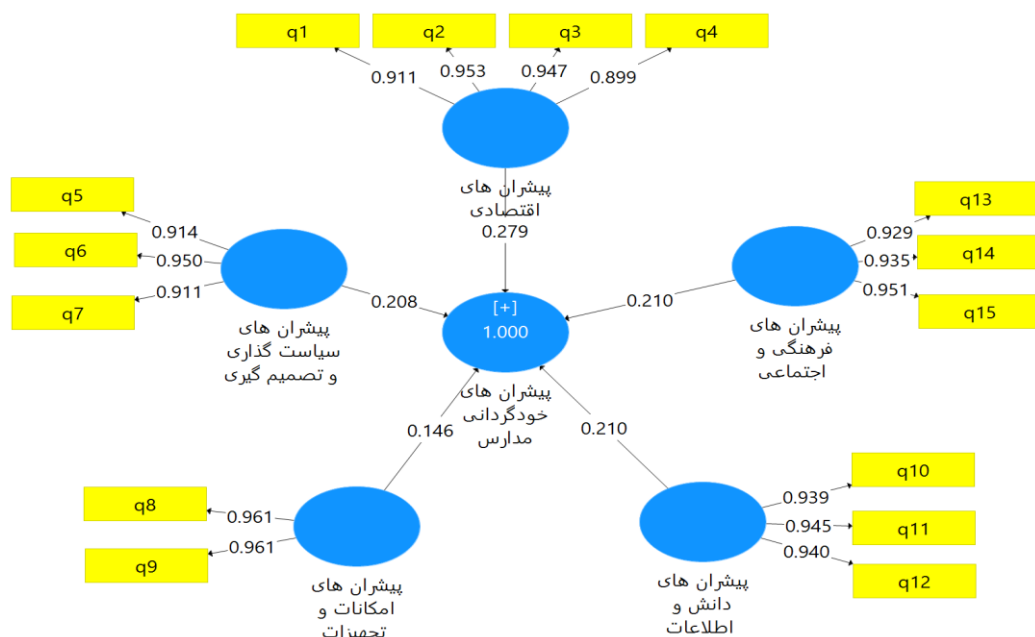 q1
q2
q3
q4
0.911
0.953
0.947
0.899
پیشران های
اقتصادی
0.279
q5
q6
q7
0.914
0.950
0.911
پیشران های
سیاست گذاری
و تصمیم گیری
0.208
q13
q14
q15
0.929
0.935
0.951
پیشران های
فرهنگی و
اجتماعی
0.210
[+]
1.000
پیشران های
خودگردانی
مدارس
0.146
0.210
q8
q9
0.961
0.961
پیشران های
امکانات و
تجهیزات
q10
q11
q12
0.939
0.945
0.940
پیشران های
دانش و
اطلاعات